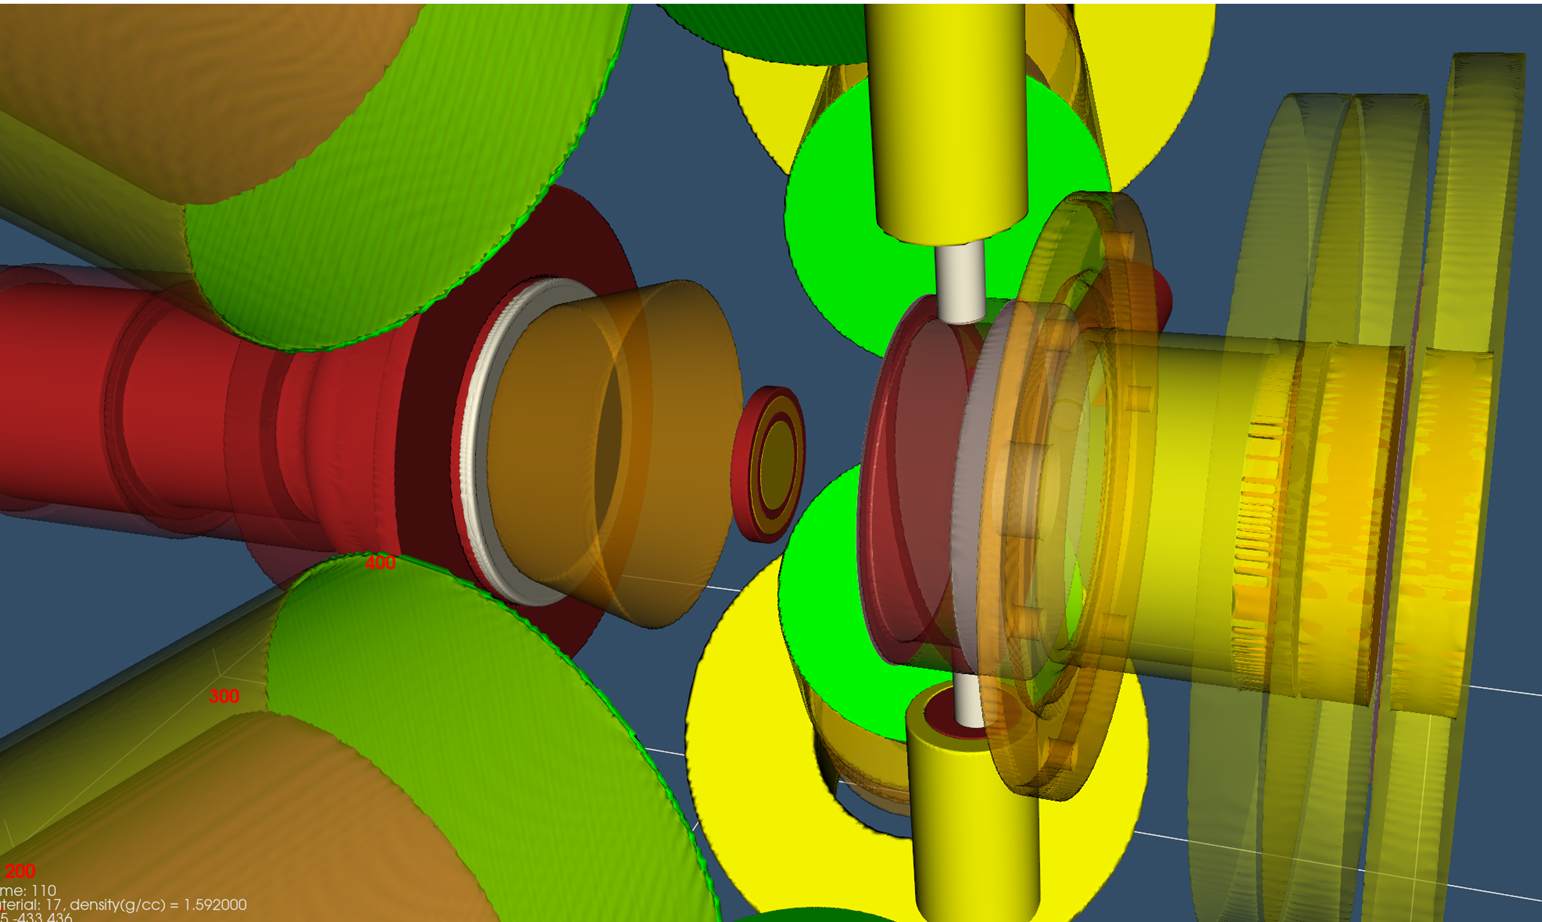 400
300
200
me: 110
terial: 17, density(g/cc) = 1.592000
5 -433.436